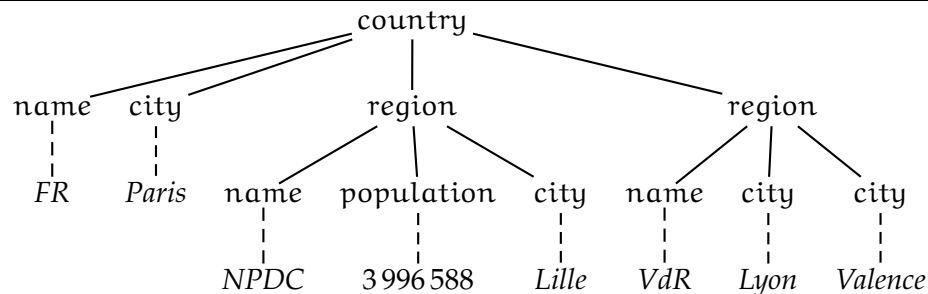 country
name city region region
FR Paris name population city name city city
NPDC 3 996 588 Lille VdR Lyon Valence